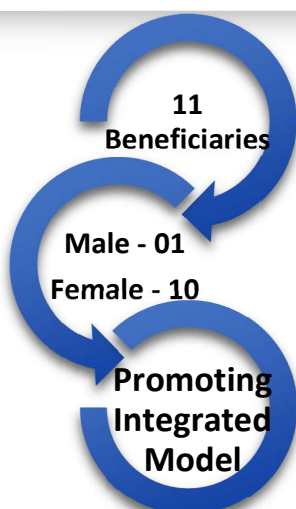 11
Beneficiaries
Male - 01
Female - 10
Promoting
Integrated
Model